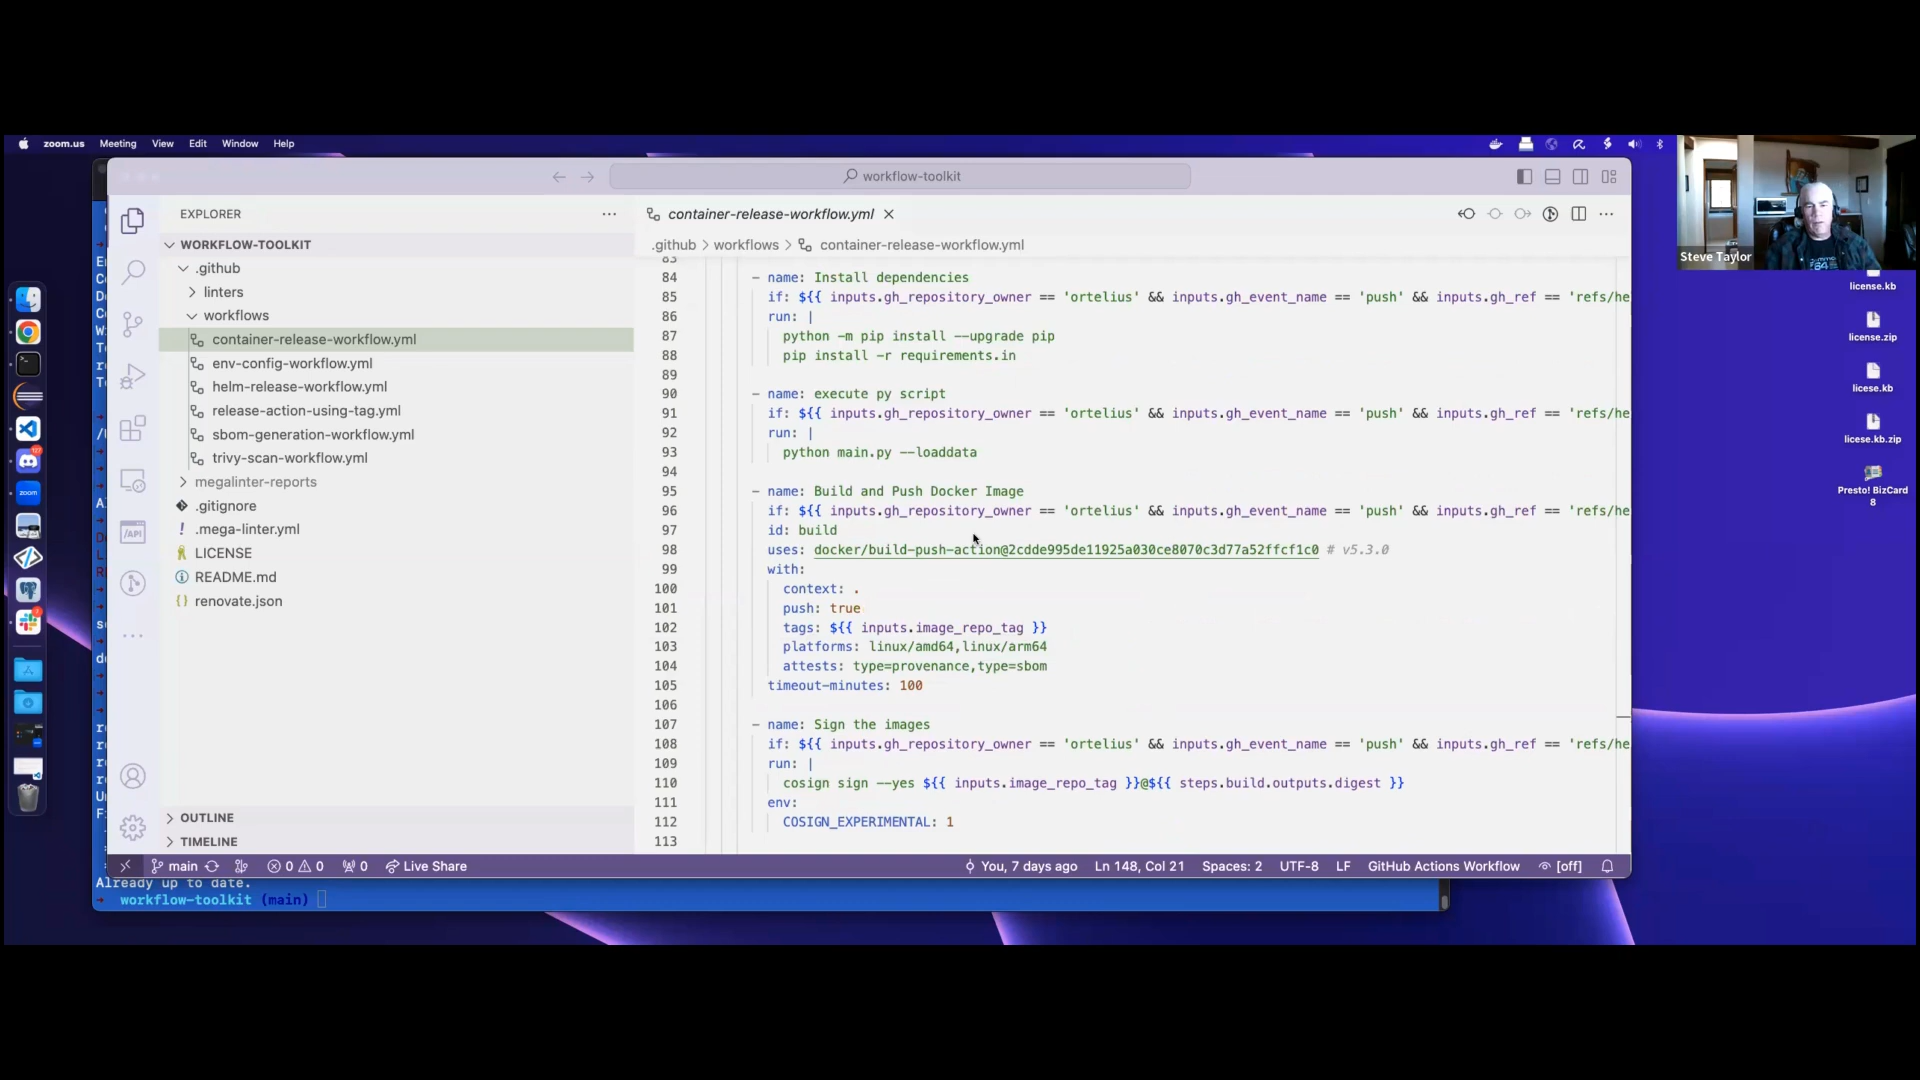 zoom.us Meeting View Edit Window Help
workflow-toolkit
EXPLORER
container-release-workflow.yml
WORKFLOW-TOOLKIT
.github > workflows > container-release-workflow.yml
.github
linters
workflows
container-release-workflow.yml
env-config-workflow.yml
helm-release-workflow.yml
release-action-using-tag.yml
sbom-generation-workflow.yml
trivy-scan-workflow.yml
megalinter-reports
.gitignore
.mega-linter.yml
LICENSE
README.md
renovate.json
OUTLINE
TIMELINE
83
84 - name: Install dependencies
85 if: ${{ inputs.gh_repository_owner == 'ortelius' && inputs.gh_event_name == 'push' && inputs.gh_ref == 'refs/he
86 run: |
87 python -m pip install --upgrade pip
88 pip install -r requirements.in
89
90 - name: execute py script
91 if: ${{ inputs.gh_repository_owner == 'ortelius' && inputs.gh_event_name == 'push' && inputs.gh_ref == 'refs/he
92 run: |
93 python main.py --loaddata
94
95 - name: Build and Push Docker Image
96 if: ${{ inputs.gh_repository_owner == 'ortelius' && inputs.gh_event_name == 'push' && inputs.gh_ref == 'refs/he
97 id: build
98 uses: docker/build-push-action@2cdde995de11925a030ce8070c3d77a52ffcf1c0 # v5.3.0
99 with:
100 context: .
101 push: true
102 tags: ${{ inputs.image_repo_tag }}
103 platforms: linux/amd64,linux/arm64
104 attests: type=provenance,type=sbom
105 timeout-minutes: 100
106
107 - name: Sign the images
108 if: ${{ inputs.gh_repository_owner == 'ortelius' && inputs.gh_event_name == 'push' && inputs.gh_ref == 'refs/he
109 run: |
110 cosign sign --yes ${{ inputs.image_repo_tag }}@${{ steps.build.outputs.digest }}
111 env:
112 COSIGN_EXPERIMENTAL: 1
113
main 0 0 0 Live Share You, 7 days ago Ln 148, Col 21 Spaces: 2 UTF-8 LF GitHub Actions Workflow [off]
Already up to date.
workflow-toolkit (main)
Steve Taylor
license.kb
license.zip
licese.kb
licese.kb.zip
Presto! BizCard
8